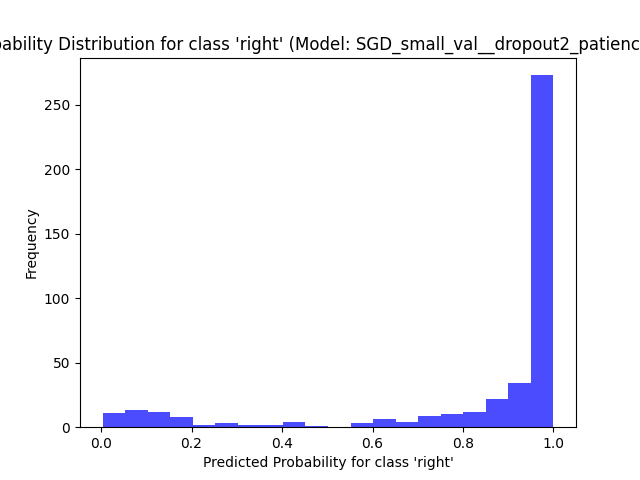 bability Distribution for class 'right' (Model: SGD_small_val__dropout2_patienc
250
200
150
100
50
0
Frequency
0.0 0.2 0.4 0.6 0.8 1.0
Predicted Probability for class 'right'